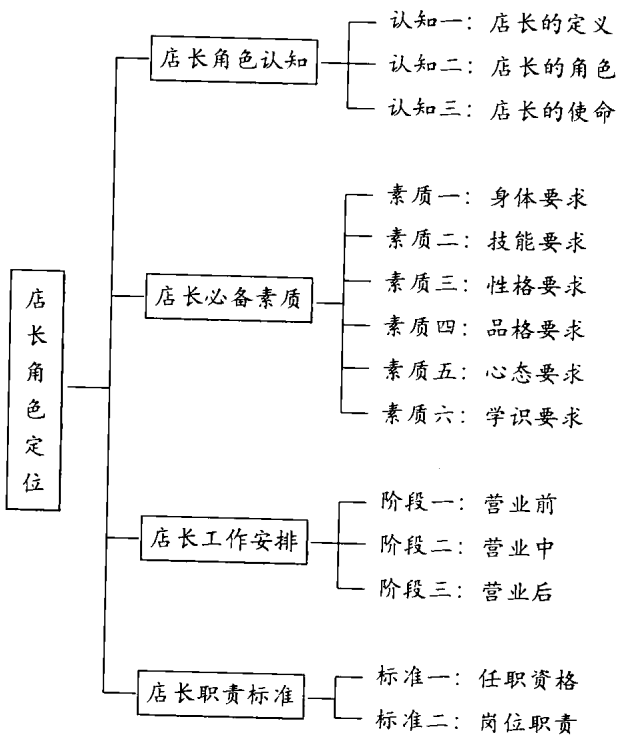 店长角色定位
店长角色认知
认知一：店长的定义
认知二：店长的角色
认知三：店长的使命
店长必备素质
素质一：身体要求
素质二：技能要求
素质三：性格要求
素质四：品格要求
素质五：心态要求
素质六：学识要求
店长工作安排
阶段一：营业前
阶段二：营业中
阶段三：营业后
店长职责标准
标准一：任职资格
标准二：岗位职责